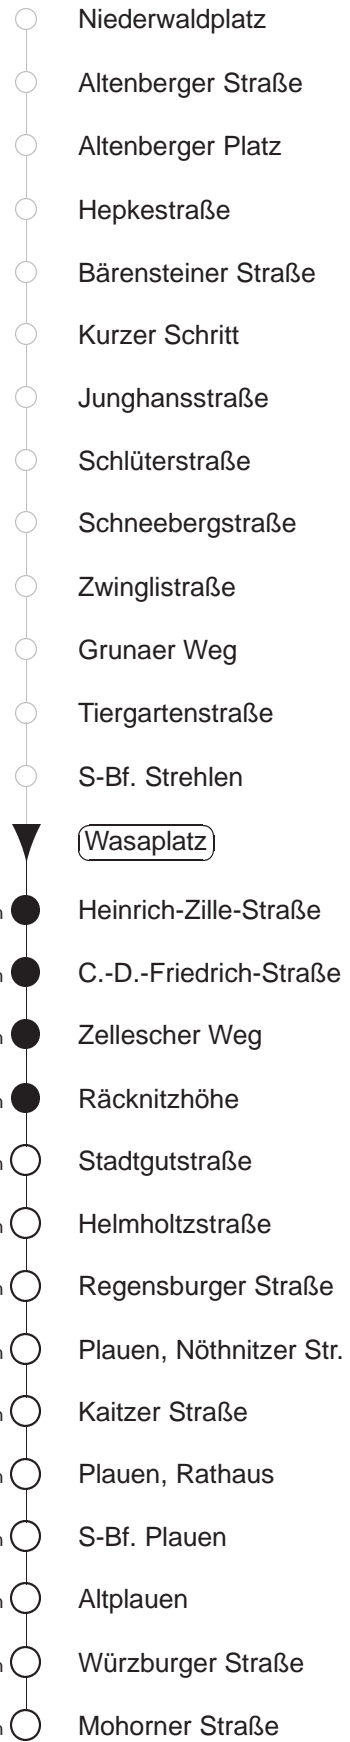 Niederwaldplatz
Altenberger Straße
Altenberger Platz
Hepkestraße
Bärensteiner Straße
Kurzer Schritt
Junghansstraße
Schlüterstraße
Schneebergstraße
Zwinglistraße
Grunaer Weg
Tiergartenstraße
S-Bf. Strehlen
Wasaplatz
Heinrich-Zille-Straße
C.-D.-Friedrich-Straße
Zellescher Weg
Räcknitzhöhe
Stadtgutstraße
Helmholtzstraße
Regensburger Straße
Plauen, Nöthnitzer Str.
Kaitzer Straße
Plauen, Rathaus
S-Bf. Plauen
Altplauen
Würzburger Straße
Mohorner Straße